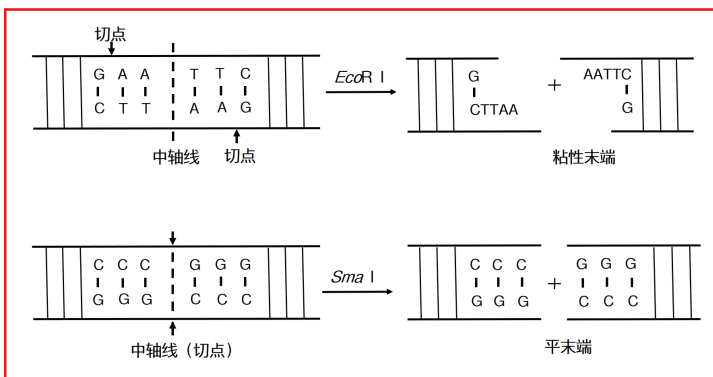 切点
G A A T T C
C T T A A G
中轴线 切点
EcoR I
G
CTTAA
+
AATTC
G
粘性末端
C C C G G G
G G G C C C
中轴线（切点）
Sma I
C C C
G G G
+
G G G
C C C
平末端